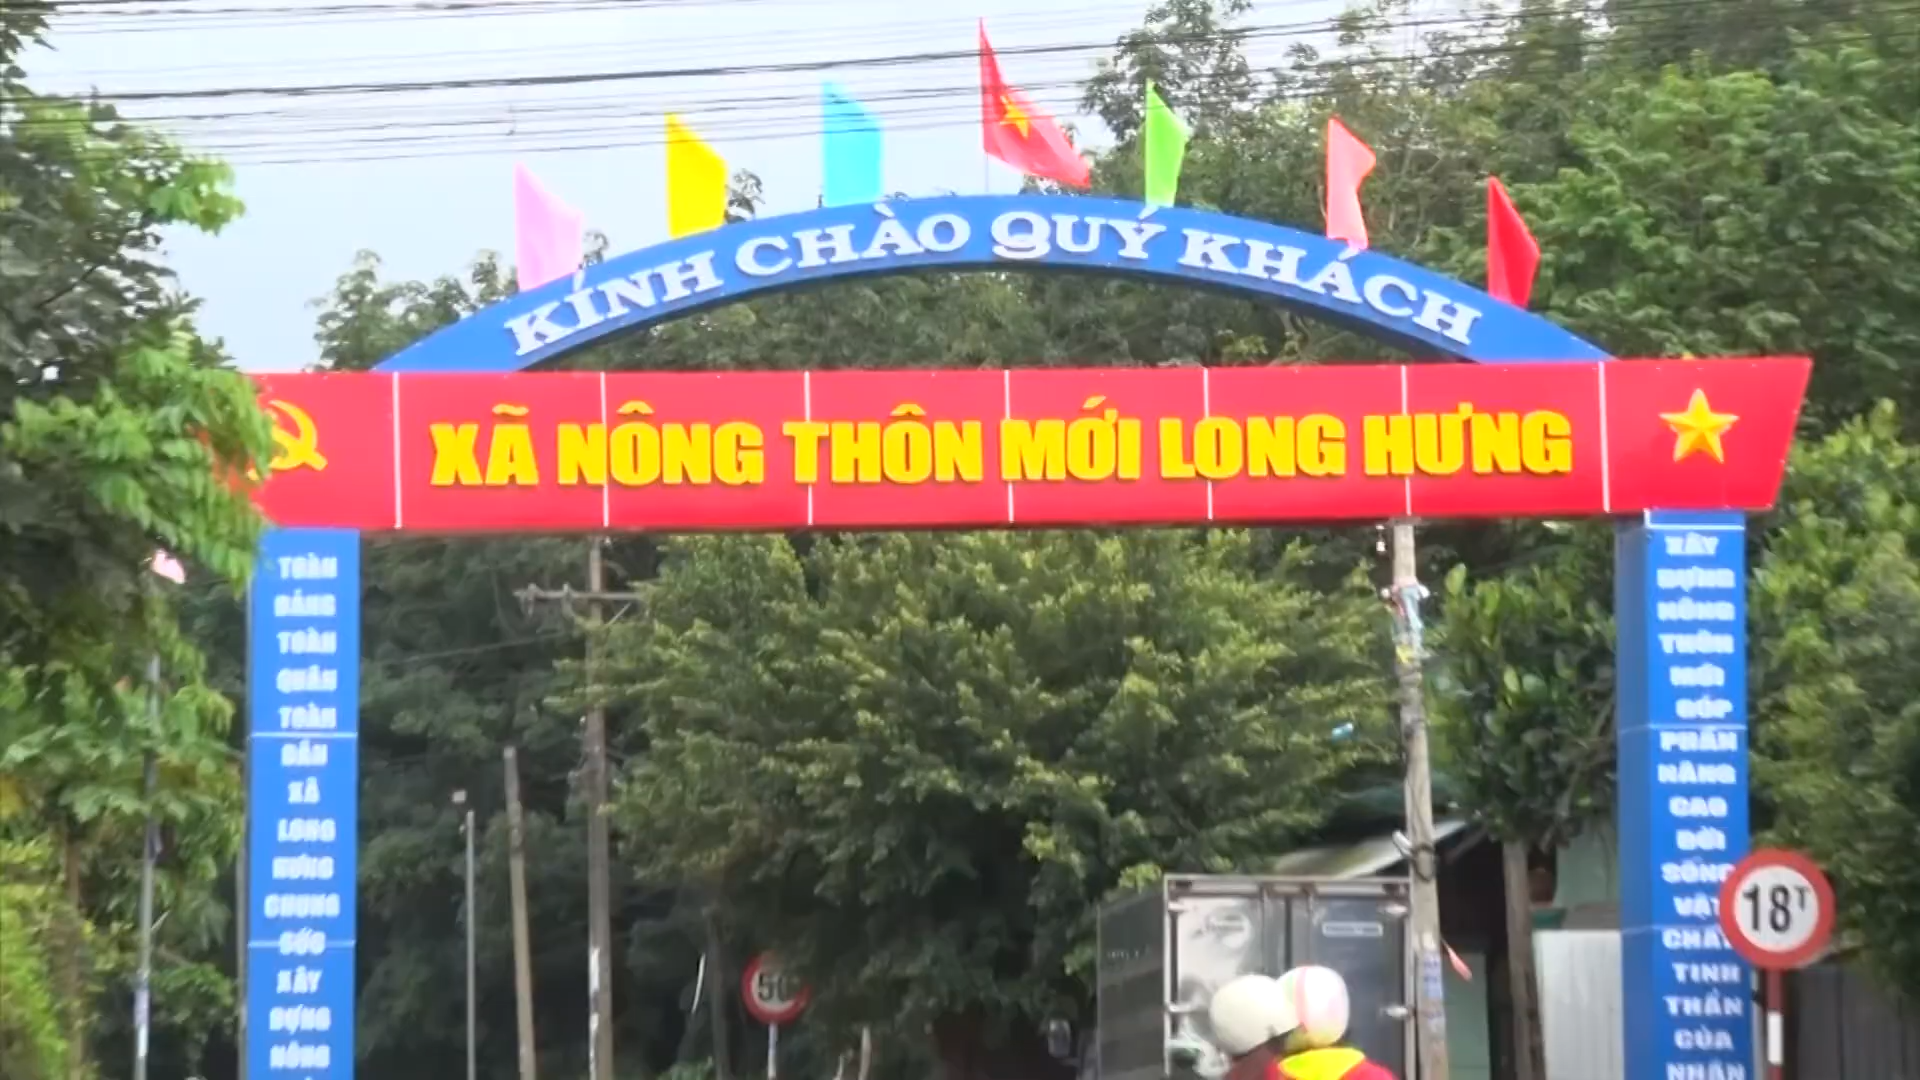 KÍNH CHÀO QUÝ KHÁCH
XÃ NÔNG THÔN MỚI LONG HƯNG
TOÀN
ĐẢNG
TOÀN
QUÂN
TOÀN
DÂN
XÃ
LONG
HƯNG
CHUNG
SỨC
XÂY
DỰNG
NÔNG
XÂY
DỰNG
NÔNG
THÔN
MỚI
GÓP
PHẦN
NÂNG
CAO
ĐỜI
SỐNG
VẬT
CHẤT
TINH
THẦN
CỦA
NHÂN
18T
50